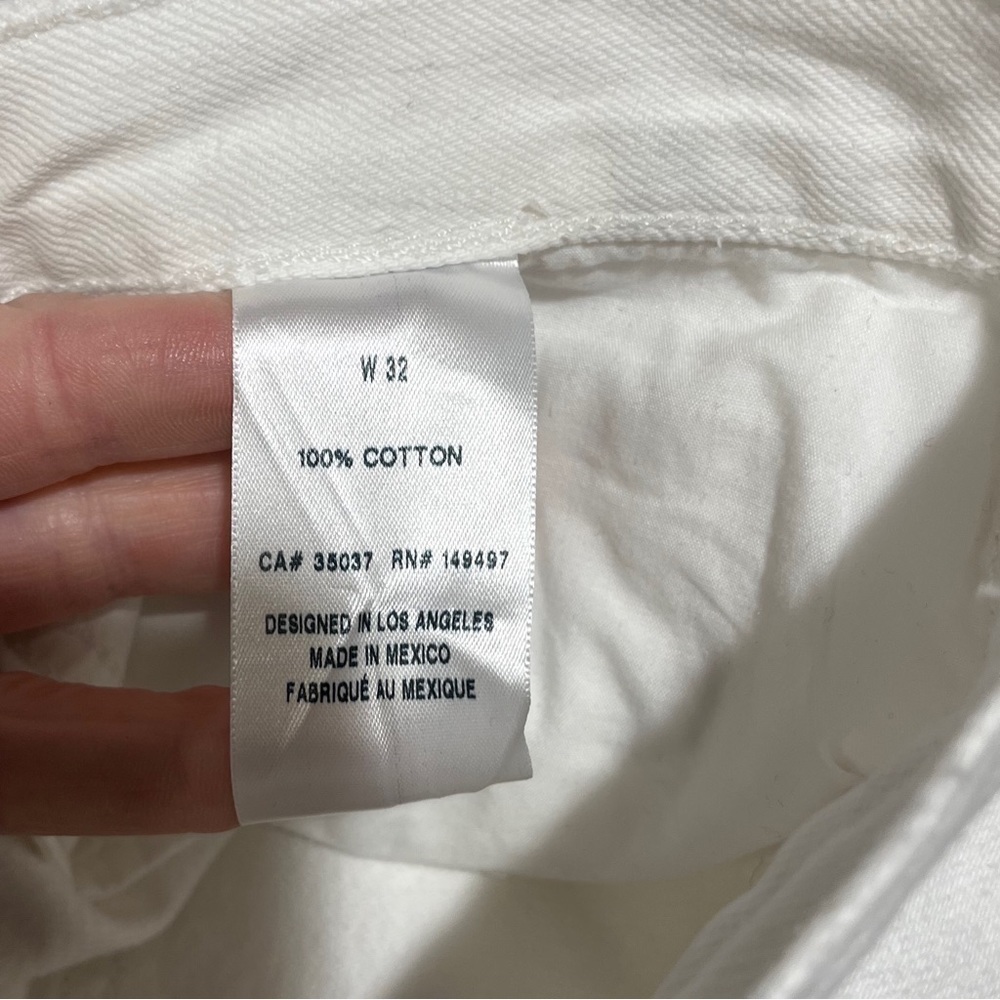 W 32
100% COTTON
CA# 35037 RN# 149497
DESIGNED IN LOS ANGELES
MADE IN MEXICO
FABRIQUÉ AU MEXIQUE